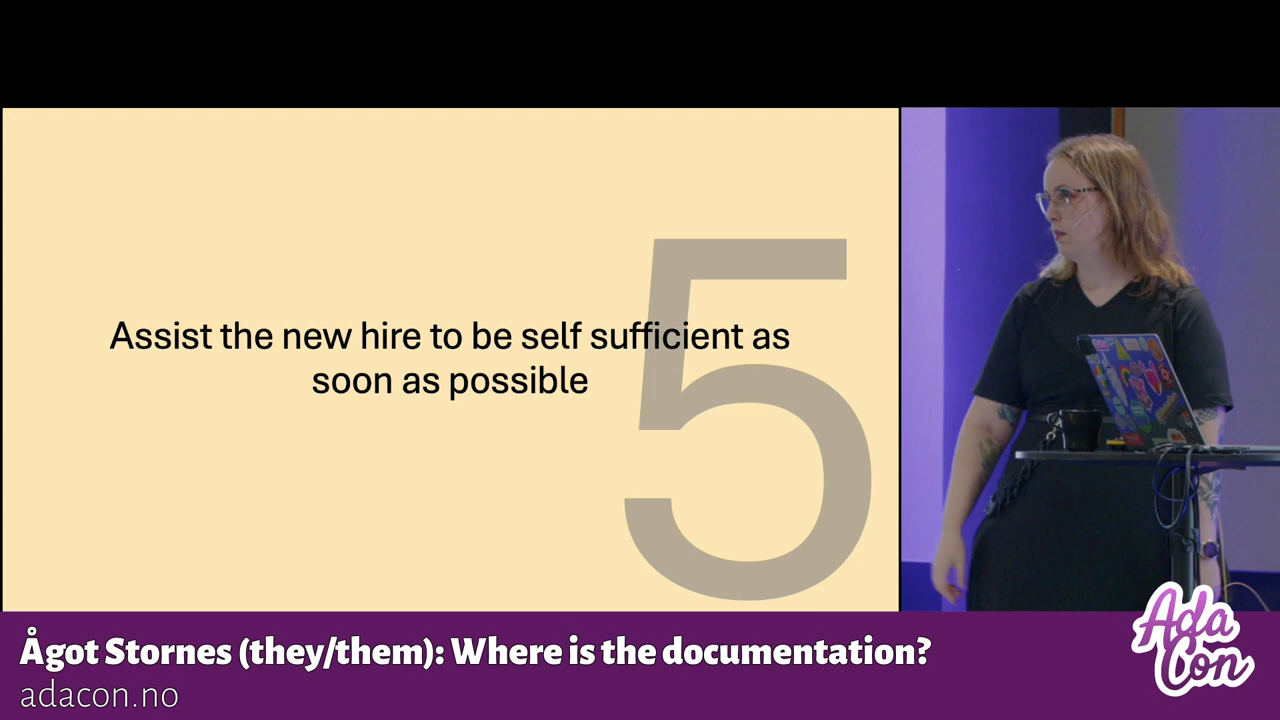 5
Assist the new hire to be self sufficient as
soon as possible
Ågot Stornes (they/them): Where is the documentation?
adacon.no
Ada
Con